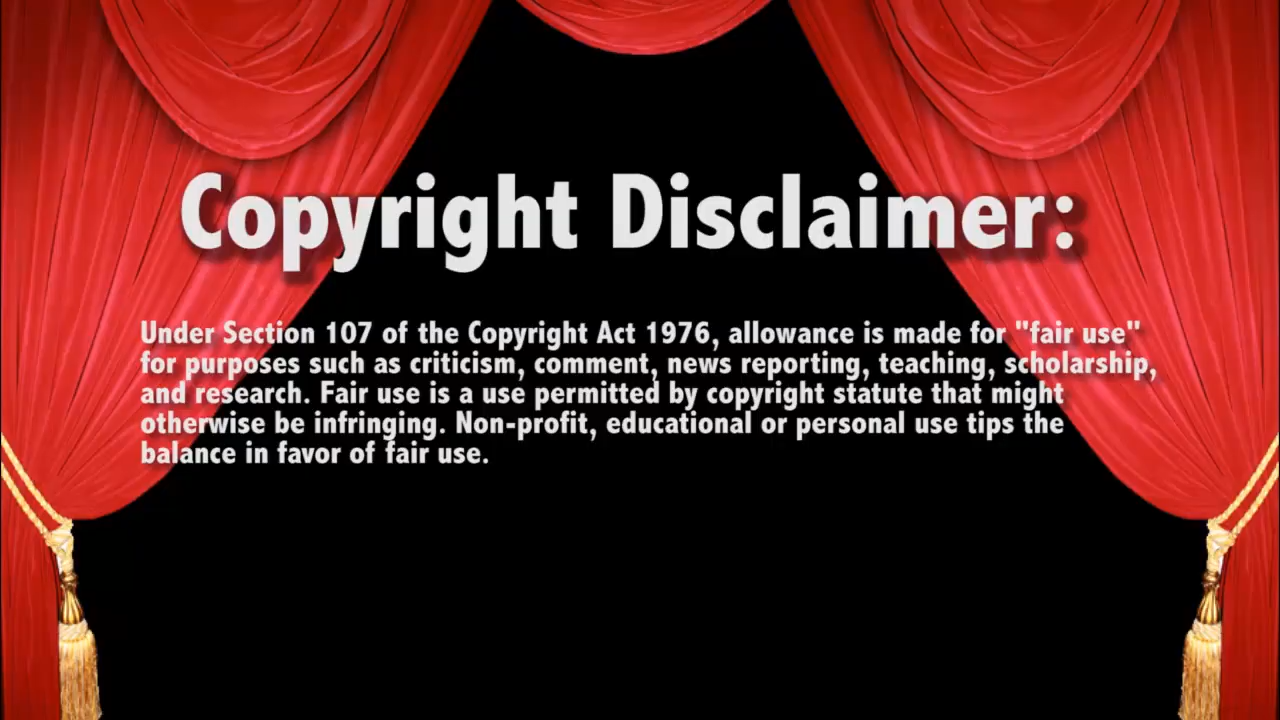 Copyright Disclaimer:
Under Section 107 of the Copyright Act 1976, allowance is made for "fair use"
for purposes such as criticism, comment, news reporting, teaching, scholarship,
and research. Fair use is a use permitted by copyright statute that might
otherwise be infringing. Non-profit, educational or personal use tips the
balance in favor of fair use.